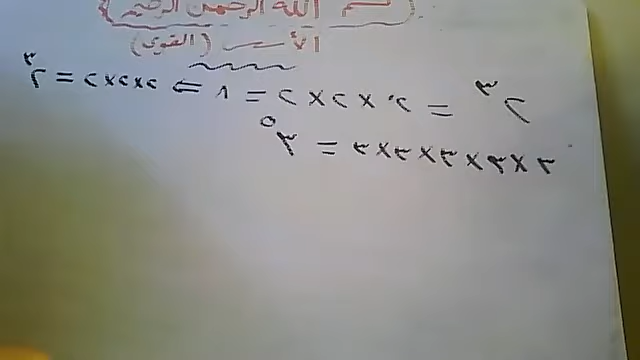 بسم الله الرحمن الرحيم
الأسس (القوى)
٢^٣ = ٢ × ٢ × ٢ = ٨ ⇐ ٢×٢×٢ = ٢^٣
٣ × ٣ × ٣ × ٣ × ٣ = ٣^٥